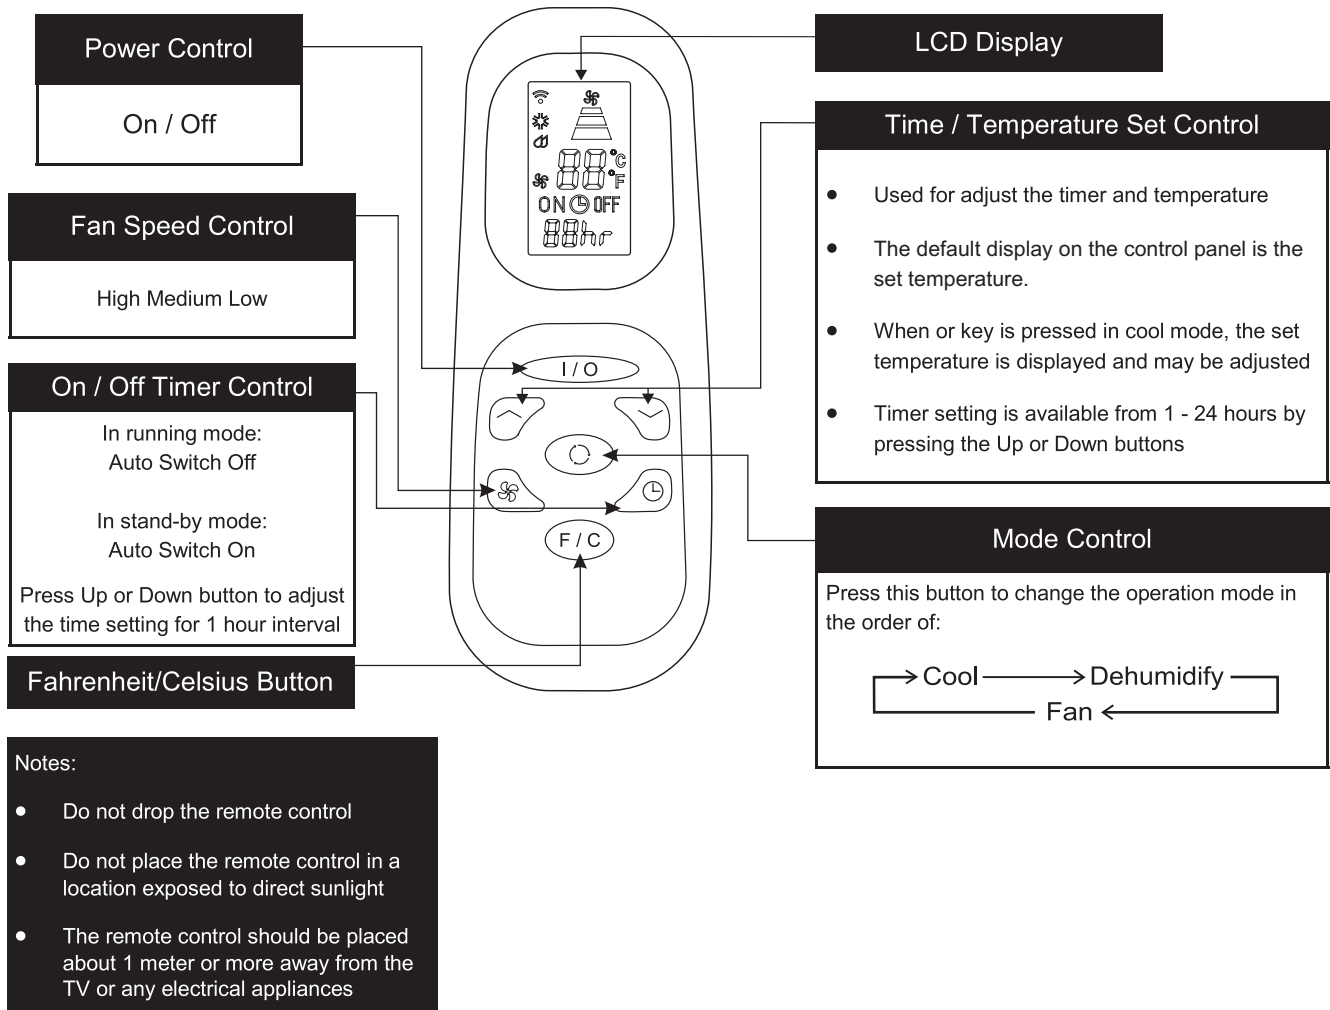 Power Control
On / Off
Fan Speed Control
High Medium Low
On / Off Timer Control
In running mode:
Auto Switch Off
In stand-by mode:
Auto Switch On
Press Up or Down button to adjust
the time setting for 1 hour interval
Fahrenheit/Celsius Button
Notes:
● Do not drop the remote control
● Do not place the remote control in a
location exposed to direct sunlight
● The remote control should be placed
about 1 meter or more away from the
TV or any electrical appliances
88°C
°F
ON OFF
88hr
I / O
F / C
LCD Display
Time / Temperature Set Control
● Used for adjust the timer and temperature
● The default display on the control panel is the
set temperature.
● When or key is pressed in cool mode, the set
temperature is displayed and may be adjusted
● Timer setting is available from 1 - 24 hours by
pressing the Up or Down buttons
Mode Control
Press this button to change the operation mode in
the order of:
Cool Dehumidify
Fan